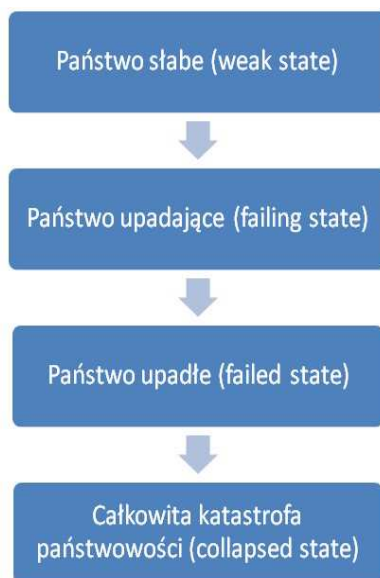 Państwo słabe (weak state)
Państwo upadające (failing state)
Państwo upadłe (failed state)
Całkowita katastrofa
państwowości (collapsed state)